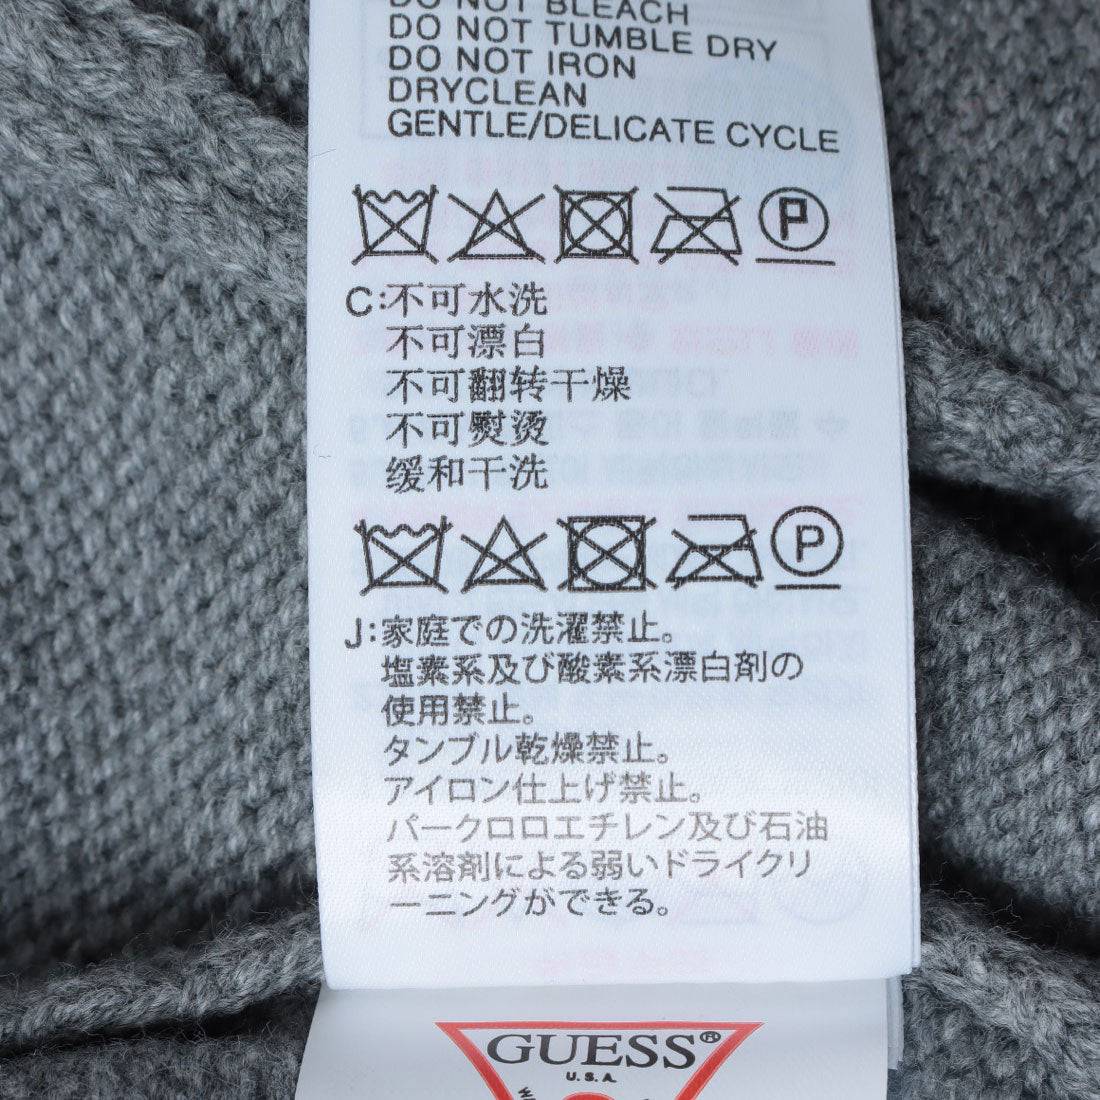 DO NOT BLEACH
DO NOT TUMBLE DRY
DO NOT IRON
DRYCLEAN
GENTLE/DELICATE CYCLE
P
C:不可水洗
不可漂白
不可翻转干燥
不可熨烫
缓和干洗
P
J:家庭での洗濯禁止。
塩素系及び酸素系漂白剤の
使用禁止。
タンブル乾燥禁止。
アイロン仕上げ禁止。
パークロロエチレン及び石油
系溶剤による弱いドライクリ
ーニングができる。
GUESS®
U.S.A.